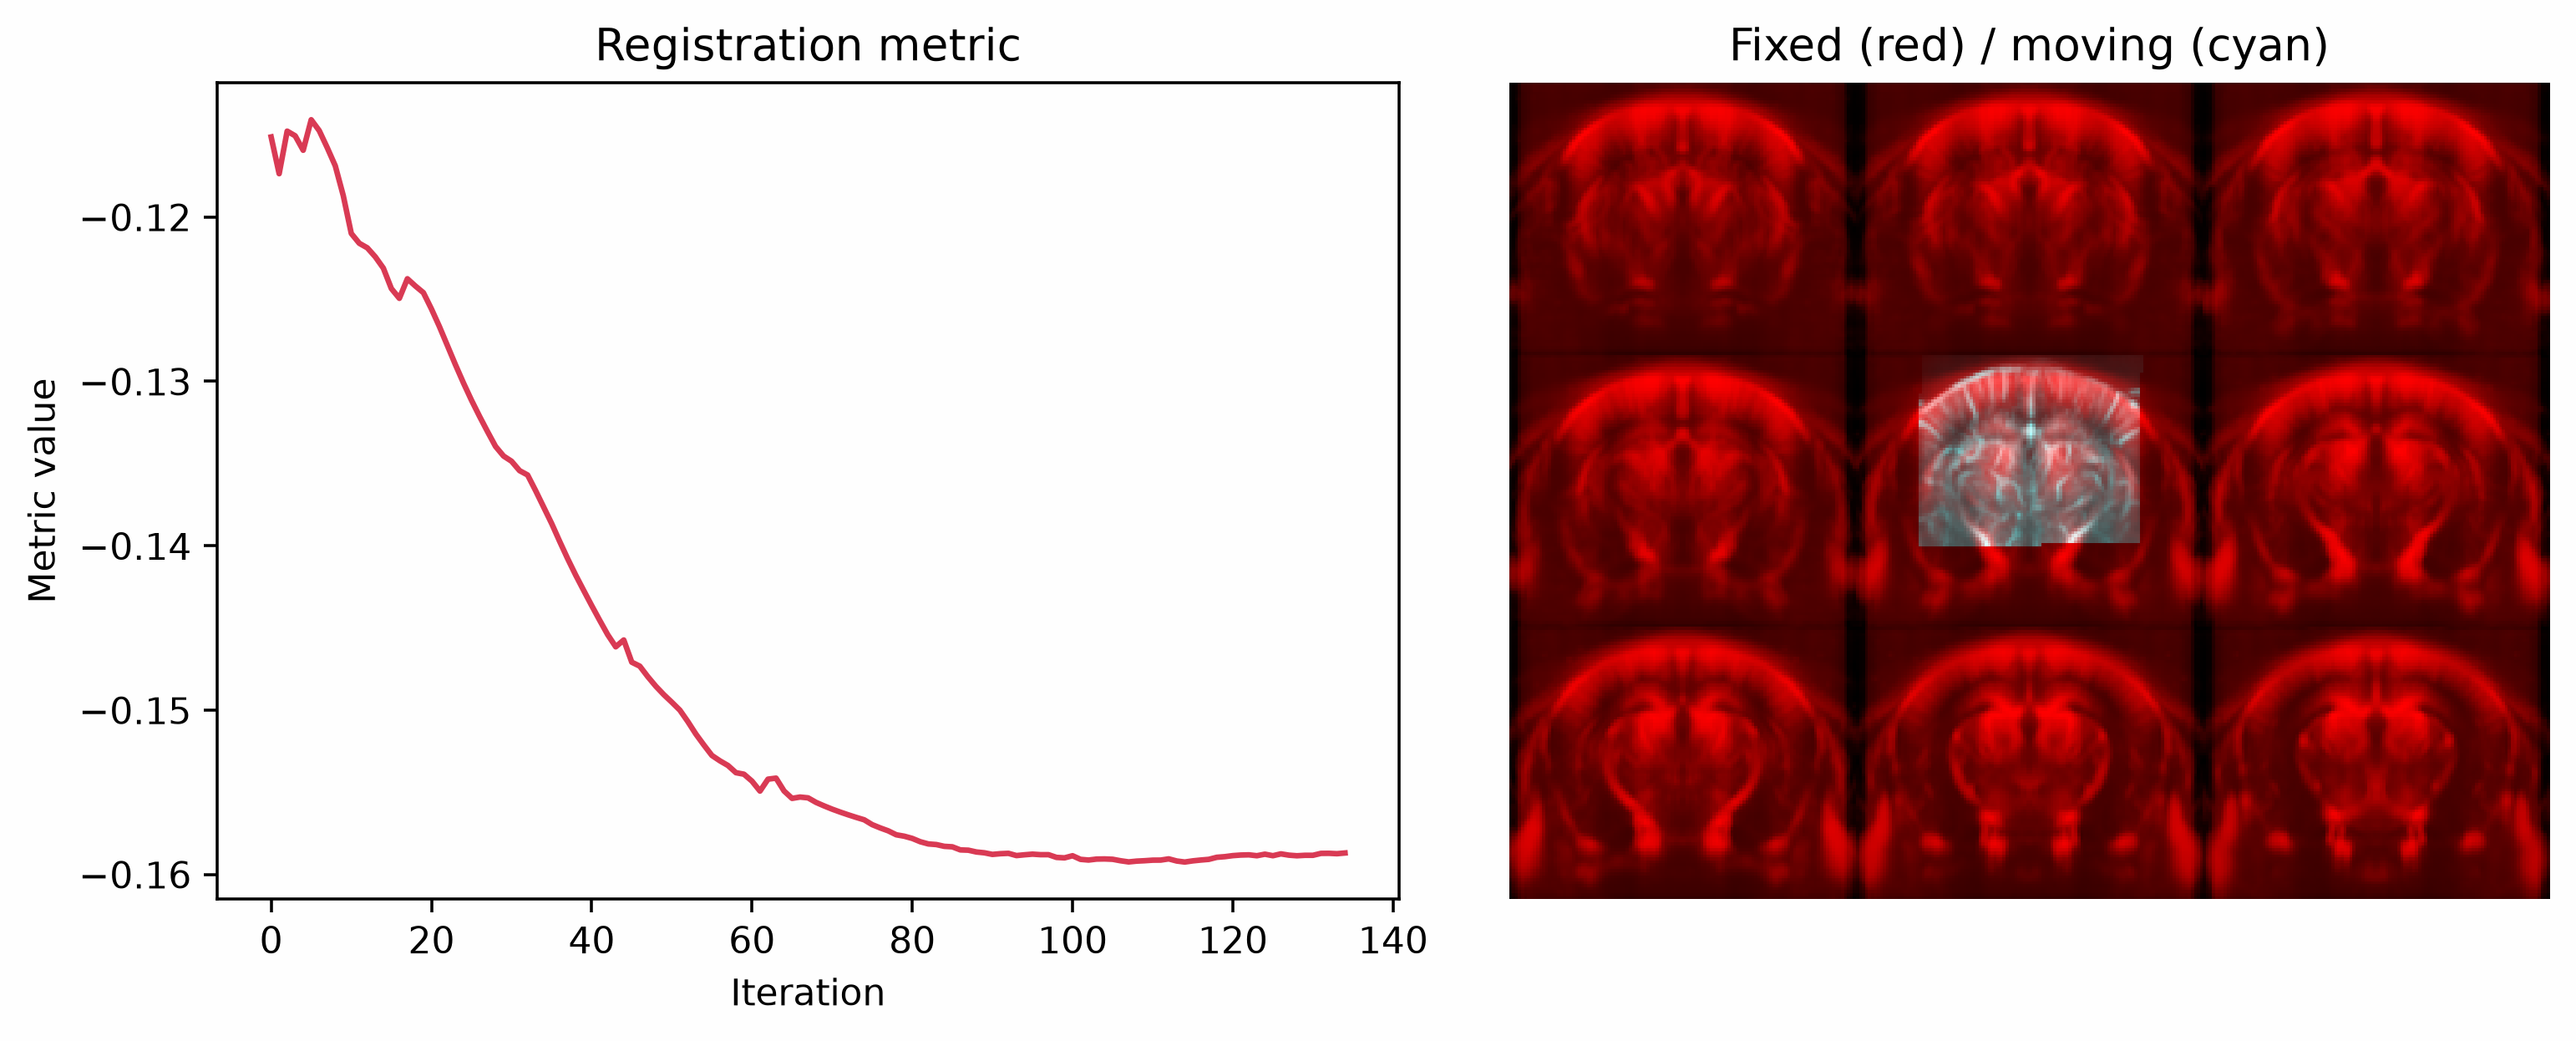 Registration metric
Fixed (red) / moving (cyan)
Metric value
−0.12
−0.13
−0.14
−0.15
−0.16
0 20 40 60 80 100 120 140
Iteration